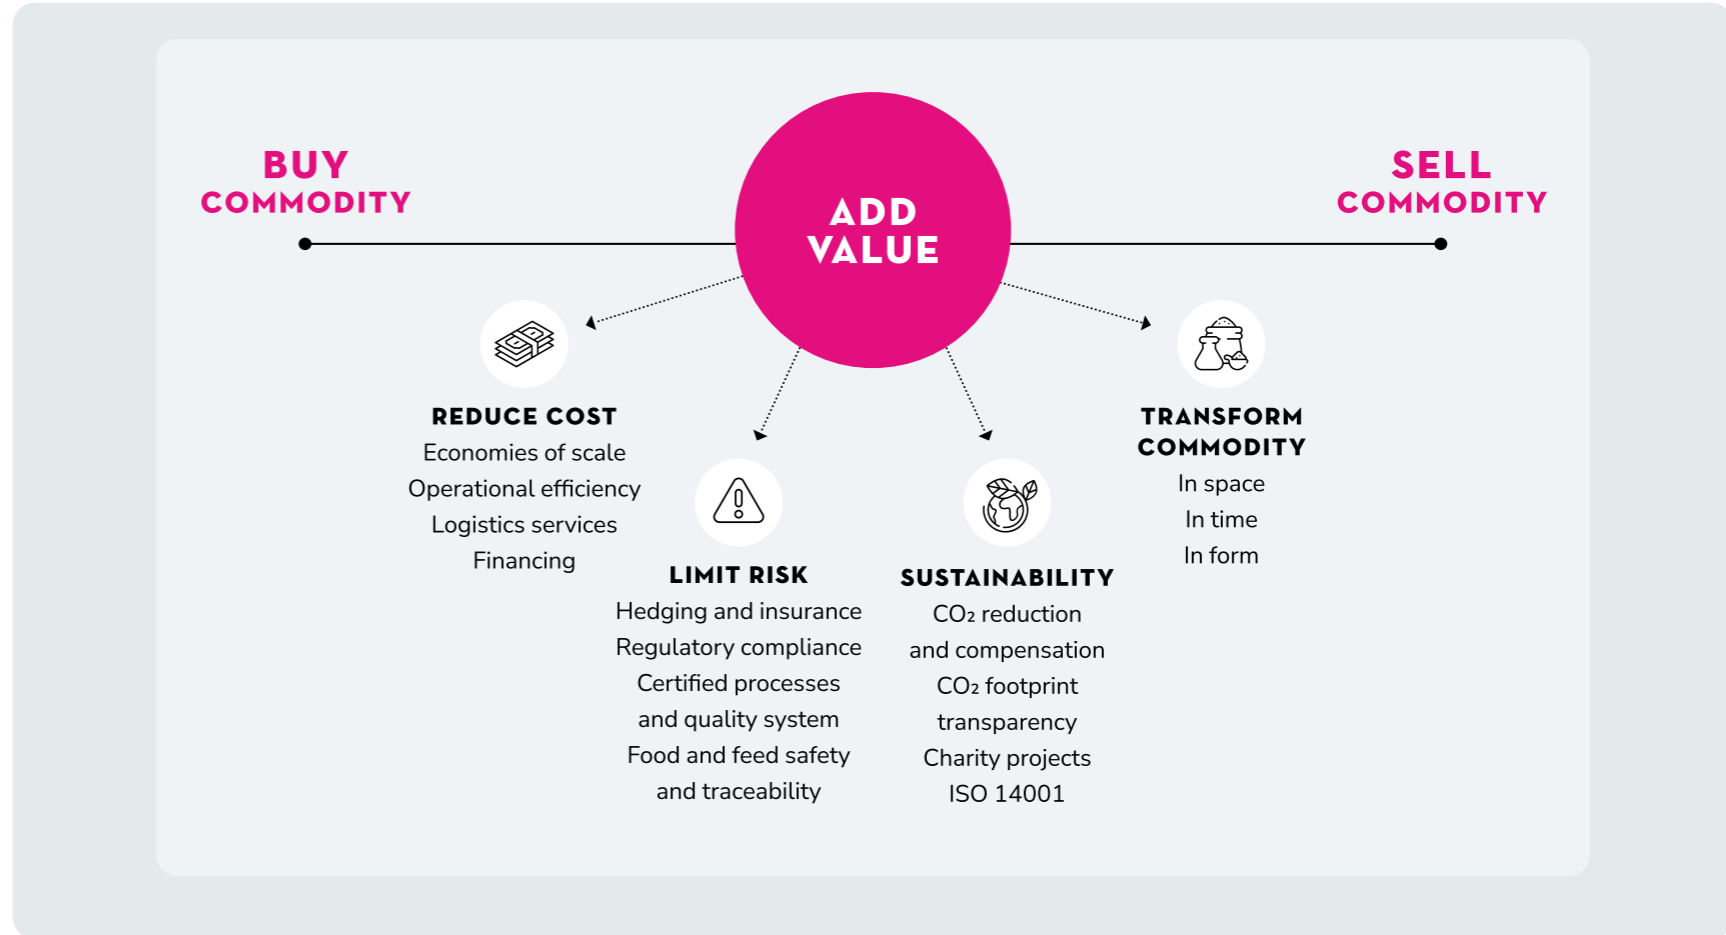 BUY
COMMODITY
ADD
VALUE
SELL
COMMODITY
REDUCE COST
Economies of scale
Operational efficiency
Logistics services
Financing
LIMIT RISK
Hedging and insurance
Regulatory compliance
Certified processes
and quality system
Food and feed safety
and traceability
SUSTAINABILITY
CO₂ reduction
and compensation
CO₂ footprint
transparency
Charity projects
ISO 14001
TRANSFORM
COMMODITY
In space
In time
In form